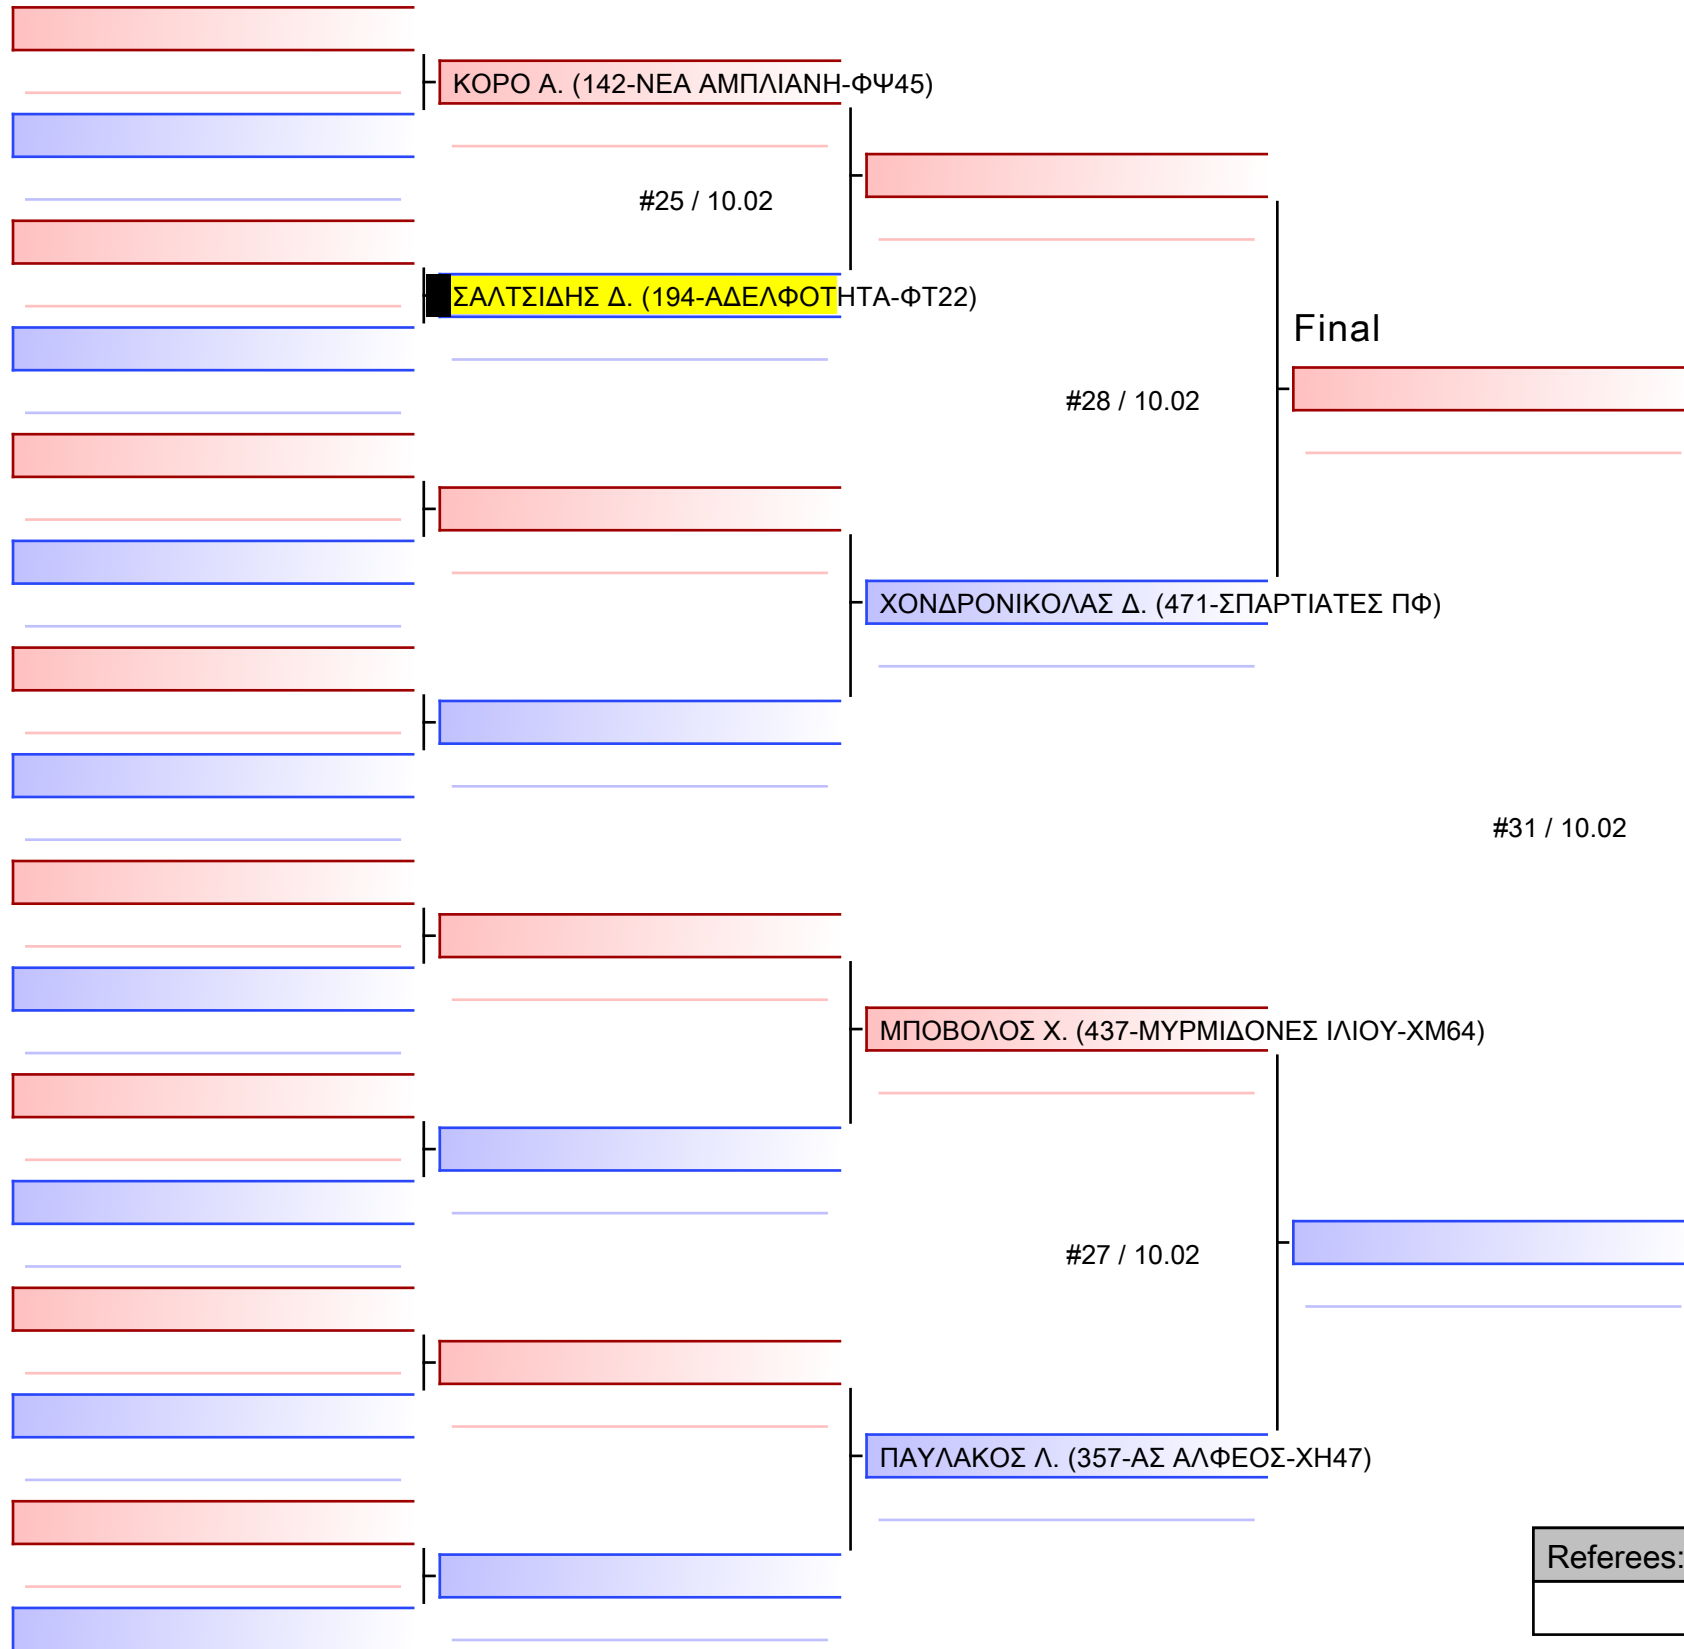 ΚΟΡΟ Α. (142-ΝΕΑ ΑΜΠΛΙΑΝΗ-ΦΨ45)
#25 / 10.02
ΣΑΛΤΣΙΔΗΣ Δ. (194-ΑΔΕΛΦΟΤΗΤΑ-ΦΤ22)
Final
#28 / 10.02
ΧΟΝΔΡΟΝΙΚΟΛΑΣ Δ. (471-ΣΠΑΡΤΙΑΤΕΣ ΠΦ)
#31 / 10.02
ΜΠΟΒΟΛΟΣ Χ. (437-ΜΥΡΜΙΔΟΝΕΣ ΙΛΙΟΥ-ΧΜ64)
#27 / 10.02
ΠΑΥΛΑΚΟΣ Λ. (357-ΑΣ ΑΛΦΕΟΣ-ΧΗ47)
Referees: